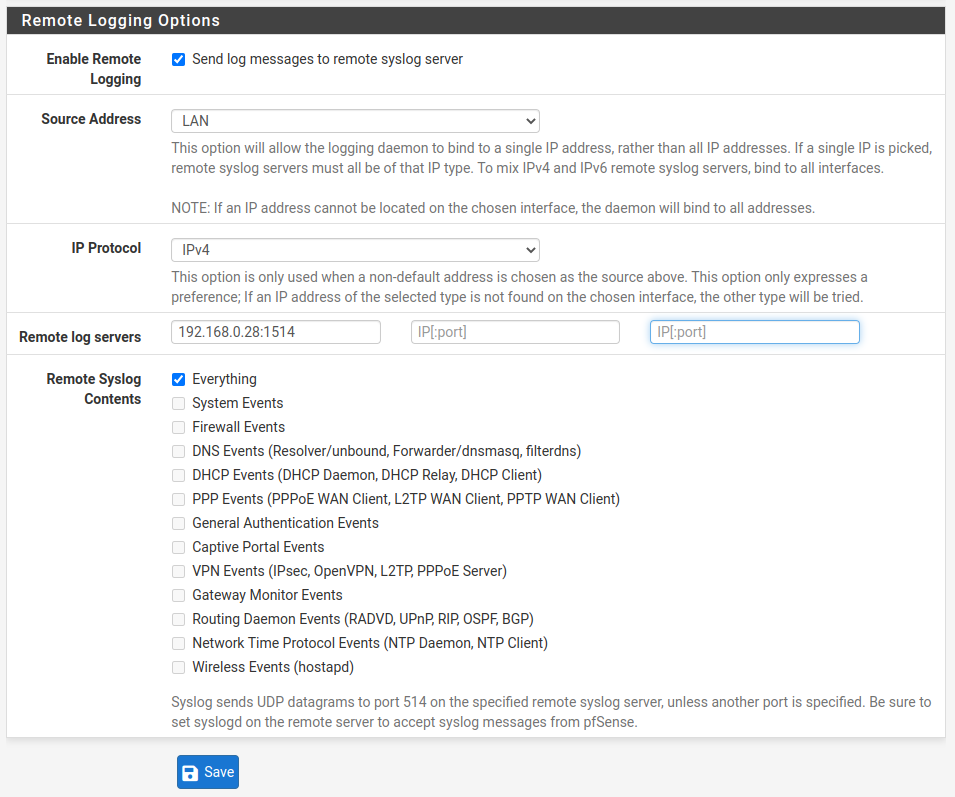 Remote Logging Options
Enable Remote
Logging
Send log messages to remote syslog server
Source Address
LAN
This option will allow the logging daemon to bind to a single IP address, rather than all IP addresses. If a single IP is picked,
remote syslog servers must all be of that IP type. To mix IPv4 and IPv6 remote syslog servers, bind to all interfaces.
NOTE: If an IP address cannot be located on the chosen interface, the daemon will bind to all addresses.
IP Protocol
IPv4
This option is only used when a non-default address is chosen as the source above. This option only expresses a
preference; If an IP address of the selected type is not found on the chosen interface, the other type will be tried.
Remote log servers
192.168.0.28:1514
IP[:port]
IP[:port]
Remote Syslog
Contents
Everything
System Events
Firewall Events
DNS Events (Resolver/unbound, Forwarder/dnsmasq, filterdns)
DHCP Events (DHCP Daemon, DHCP Relay, DHCP Client)
PPP Events (PPPoE WAN Client, L2TP WAN Client, PPTP WAN Client)
General Authentication Events
Captive Portal Events
VPN Events (IPsec, OpenVPN, L2TP, PPPoE Server)
Gateway Monitor Events
Routing Daemon Events (RADVD, UPnP, RIP, OSPF, BGP)
Network Time Protocol Events (NTP Daemon, NTP Client)
Wireless Events (hostapd)
Syslog sends UDP datagrams to port 514 on the specified remote syslog server, unless another port is specified. Be sure to
set syslogd on the remote server to accept syslog messages from pfSense.
Save